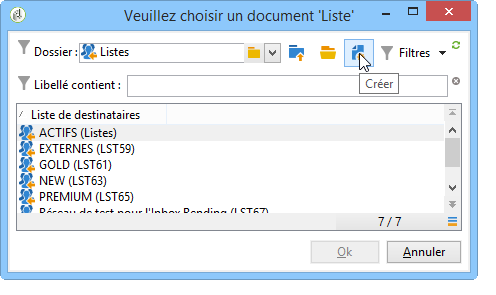 Veuillez choisir un document 'Liste'
Dossier : Listes Filtres
Libellé contient :
Créer
Liste de destinataires
ACTIFS (Listes)
EXTERNES (LST59)
GOLD (LST61)
NEW (LST63)
PREMIUM (LST65)
Réseau de test pour l'Inbox Rending (LST67)
7 / 7
Ok Annuler